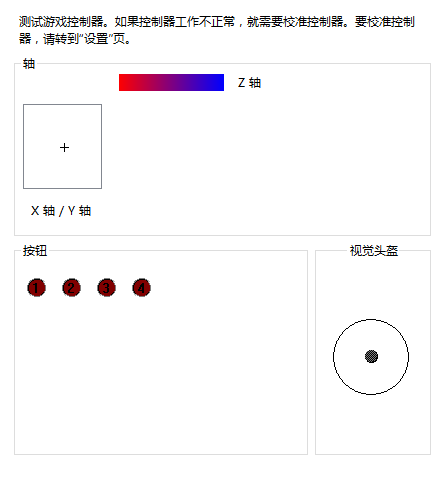 测试游戏控制器。如果控制器工作不正常，就需要校准控制器。要校准控制
器，请转到“设置”页。
轴
Z 轴
X 轴 / Y 轴
按钮
视觉头盔
1 2 3 4